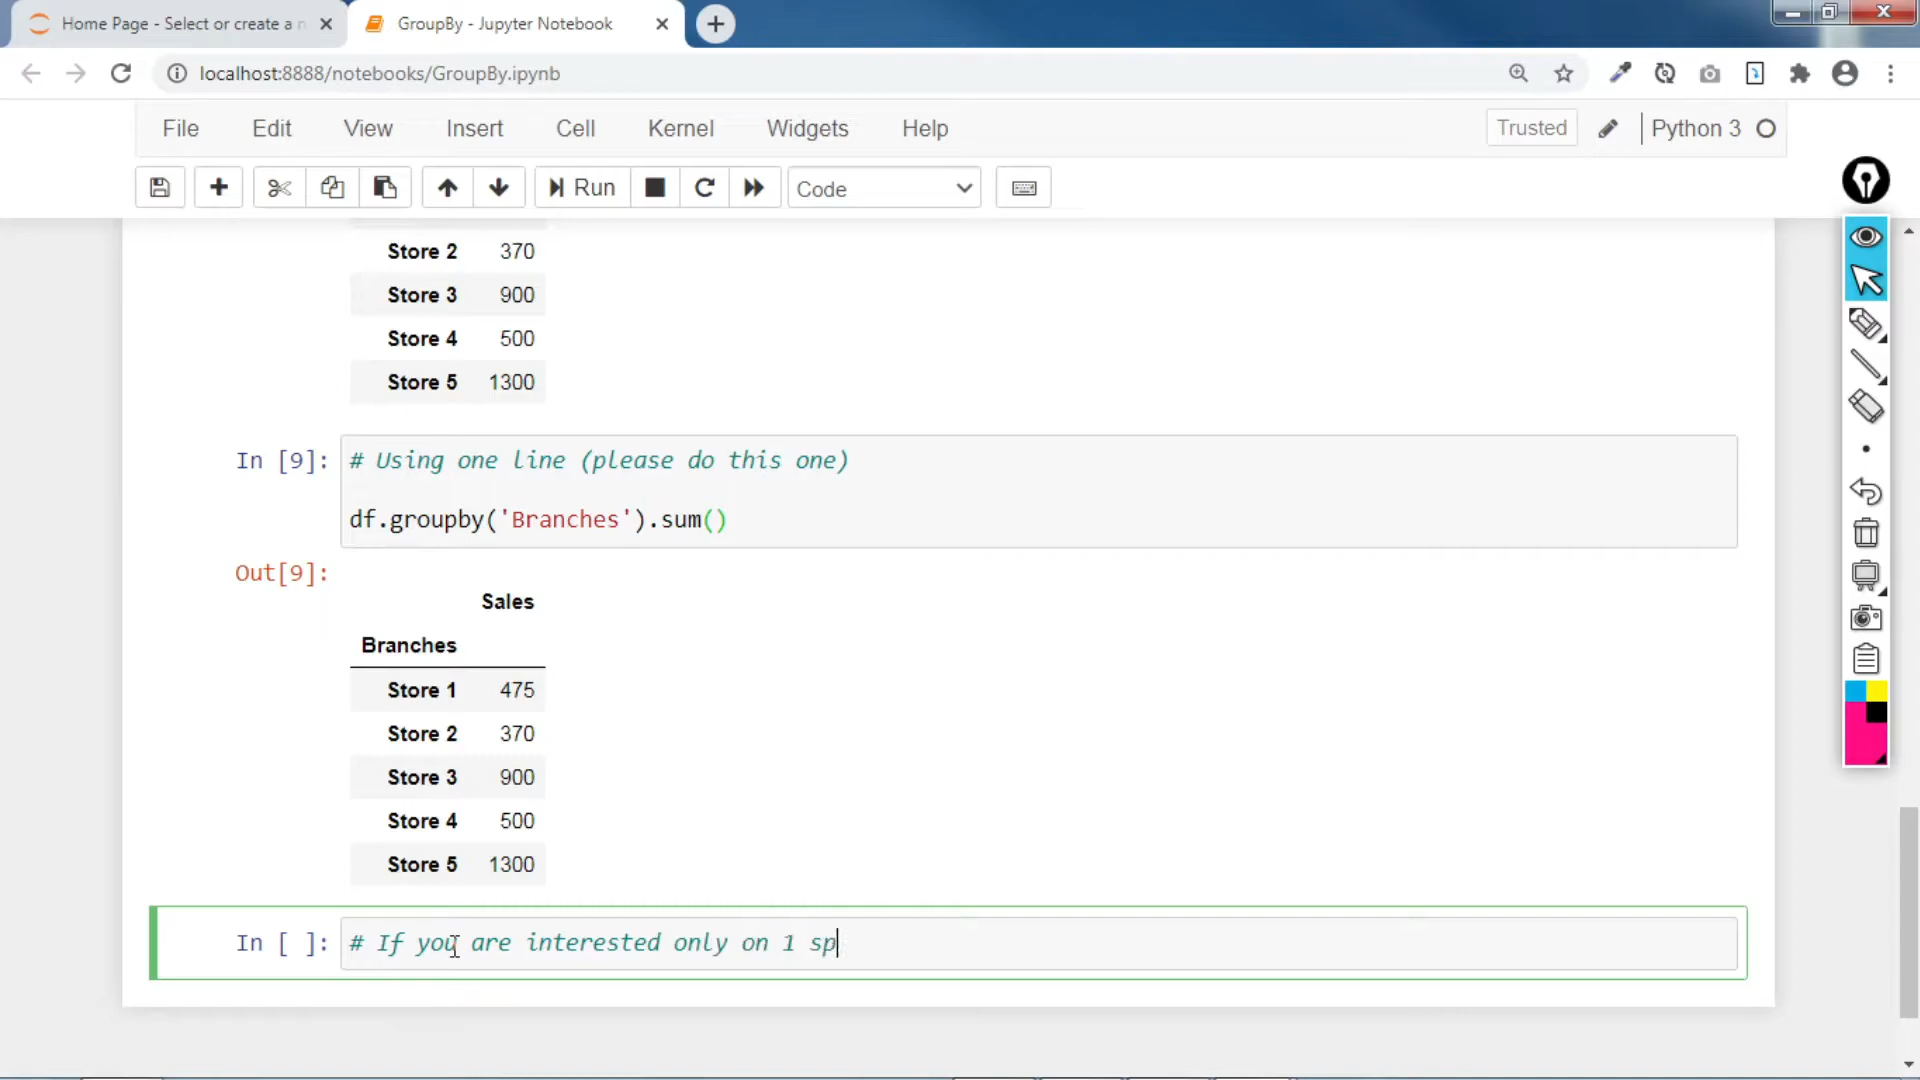 Home Page - Select or create a n
GroupBy - Jupyter Notebook
localhost:8888/notebooks/GroupBy.ipynb
File Edit View Insert Cell Kernel Widgets Help Trusted Python 3
Run Code
Store 2 370
Store 3 900
Store 4 500
Store 5 1300
In [9]: # Using one line (please do this one)
df.groupby('Branches').sum()
Out[9]:
Sales
Branches
Store 1 475
Store 2 370
Store 3 900
Store 4 500
Store 5 1300
In [ ]: # If you are interested only on 1 sp